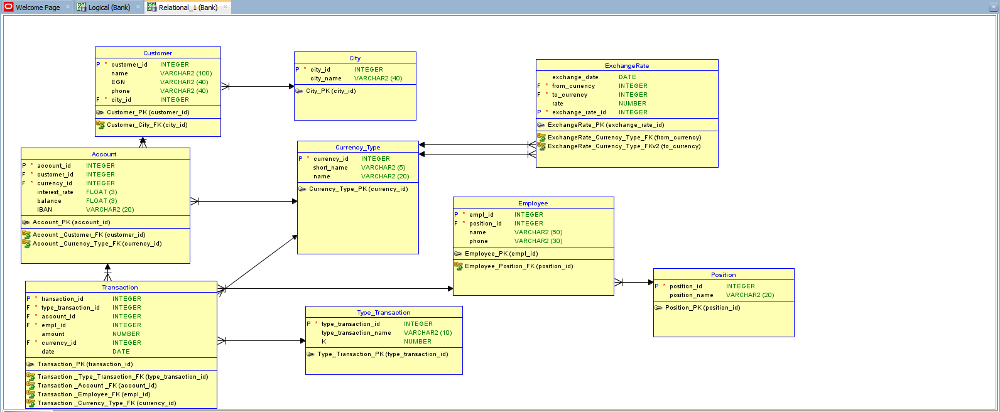 Welcome Page
Logical (Bank)
Relational_1 (Bank)
Customer
P * customer_id INTEGER
name VARCHAR2 (100)
EGN VARCHAR2 (40)
phone VARCHAR2 (40)
F * city_id INTEGER
Customer_PK (customer_id)
Customer_City_FK (city_id)
City
P * city_id INTEGER
city_name VARCHAR2 (40)
City_PK (city_id)
ExchangeRate
exchange_date DATE
F * from_currency INTEGER
F * to_currency INTEGER
rate NUMBER
P * exchange_rate_id INTEGER
ExchangeRate_PK (exchange_rate_id)
ExchangeRate_Currency_Type_FK (from_currency)
ExchangeRate_Currency_Type_FKv2 (to_currency)
Account
P * account_id INTEGER
F * customer_id INTEGER
F * currency_id INTEGER
interest_rate FLOAT (3)
balance FLOAT (3)
IBAN VARCHAR2 (20)
Account_PK (account_id)
Account _Customer_FK (customer_id)
Account _Currency_Type_FK (currency_id)
Currency_Type
P * currency_id INTEGER
short_name VARCHAR2 (5)
name VARCHAR2 (20)
Currency_Type_PK (currency_id)
Employee
P * empl_id INTEGER
F * position_id INTEGER
name VARCHAR2 (50)
phone VARCHAR2 (30)
Employee_PK (empl_id)
Employee_Position_FK (position_id)
Position
P * position_id INTEGER
position_name VARCHAR2 (20)
Position_PK (position_id)
Transaction
P * transaction_id INTEGER
F * type_transaction_id INTEGER
F * account_id INTEGER
F * empl_id INTEGER
amount NUMBER
F * currency_id INTEGER
date DATE
Transaction_PK (transaction_id)
Transaction _Type_Transaction_FK (type_transaction_id)
Transaction _Account _FK (account_id)
Transaction _Employee_FK (empl_id)
Transaction _Currency_Type_FK (currency_id)
Type_Transaction
P * type_transaction_id INTEGER
type_transaction_name VARCHAR2 (10)
K NUMBER
Type_Transaction_PK (type_transaction_id)